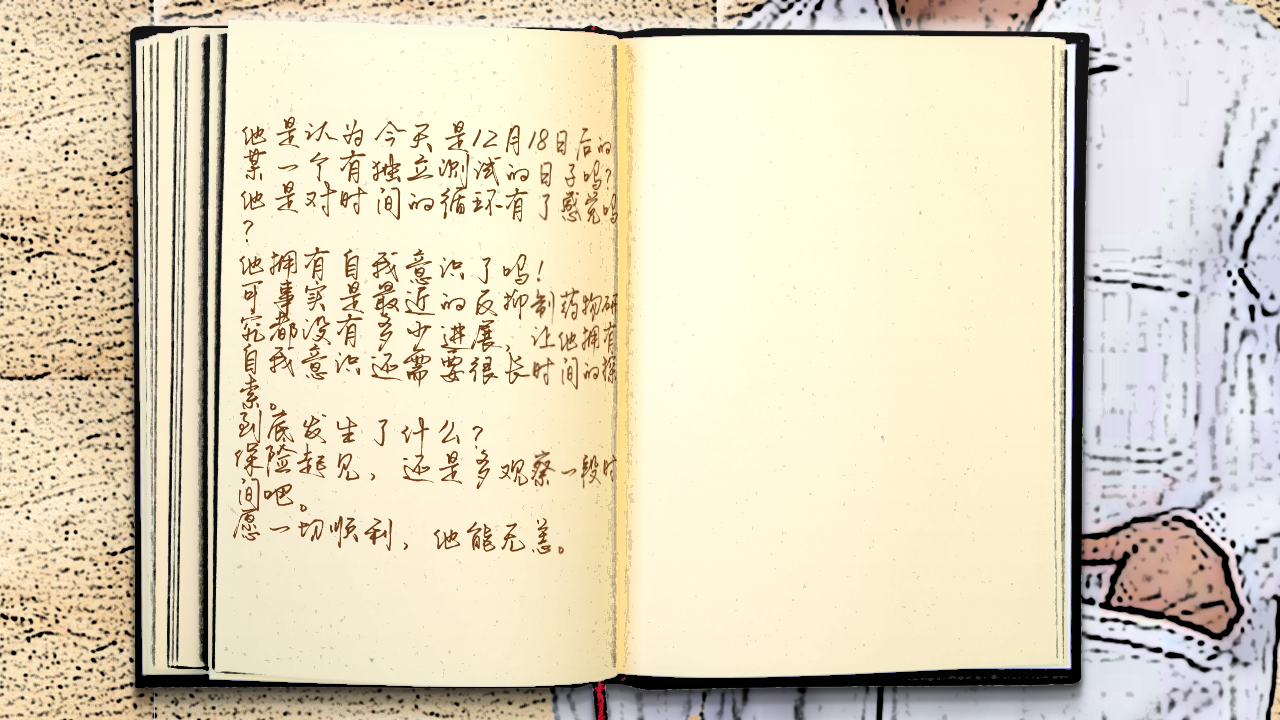 他是认为今天是12月18日后的
某一个有独立测试的日子吗?
他是对时间的循环有了感觉吗
?
他拥有自我意识了吗!
可事实是最近的反抑制药物研
究都没有多少进展，让他拥有
自我意识还需要很长时间的探
索。
到底发生了什么?
保险起见，还是多观察一段时
间吧。
愿一切顺利，他能无恙。